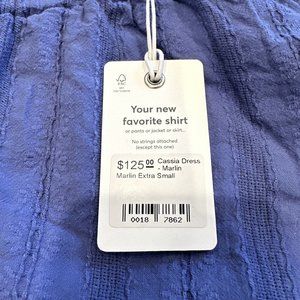 FSC
Your new
favorite shirt
or pants or jacket or skirt...
No strings attached
(except this one)
$125.00 Cassia Dress
- Marlin
Marlin Extra Small
0018 7862